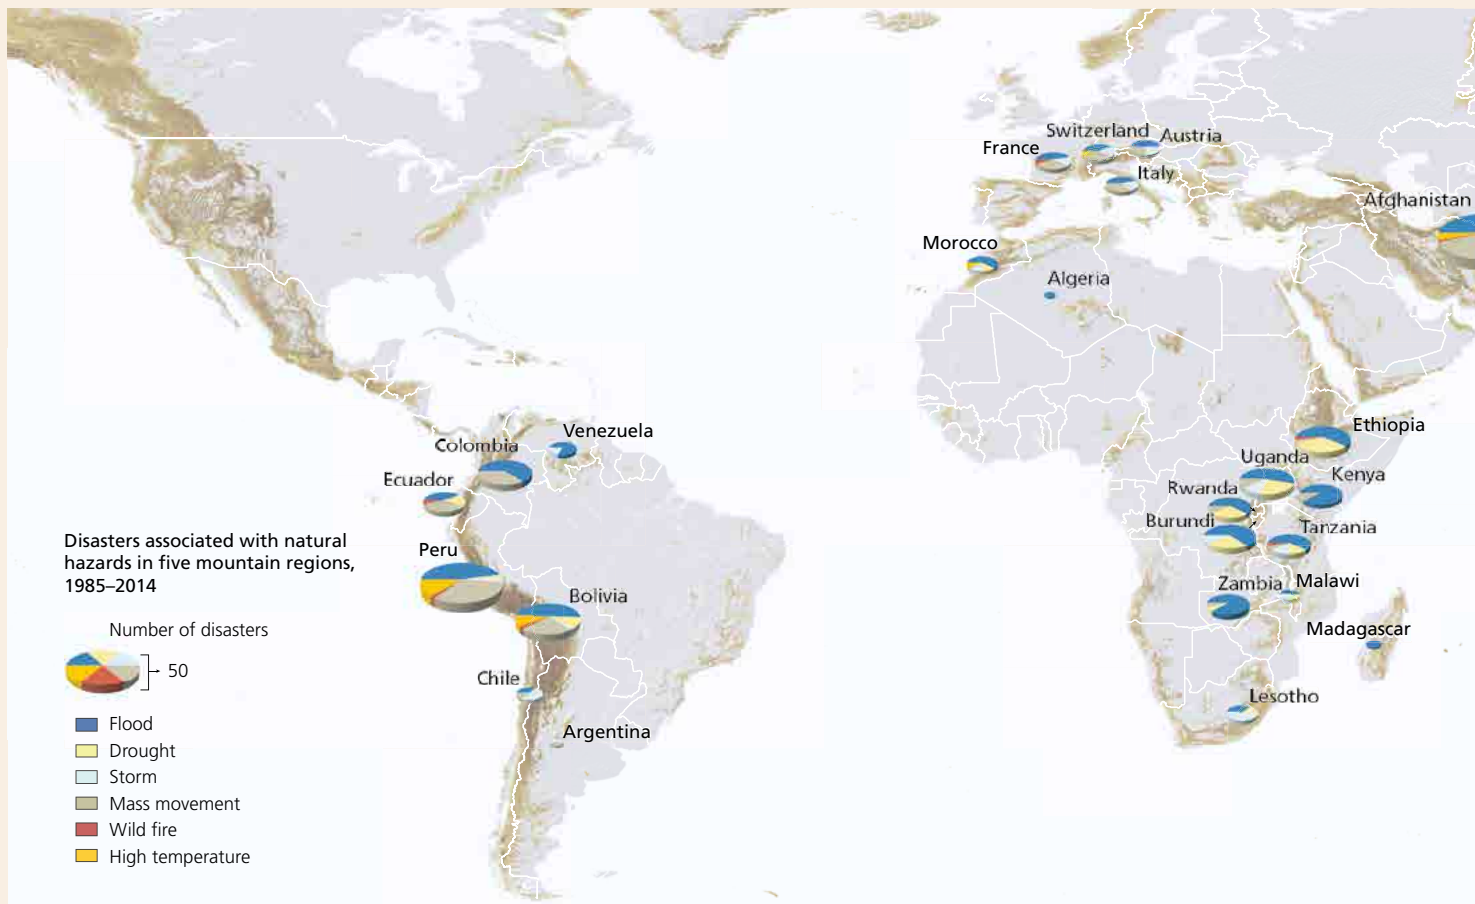 Switzerland
Austria
France
Italy
Afghanistan
Morocco
Algeria
Venezuela
Colombia
Ecuador
Ethiopia
Uganda
Kenya
Rwanda
Burundi
Tanzania
Disasters associated with natural
hazards in five mountain regions,
1985–2014
Peru
Bolivia
Zambia
Malawi
Madagascar
Number of disasters
50
Chile
Lesotho
Argentina
Flood
Drought
Storm
Mass movement
Wild fire
High temperature